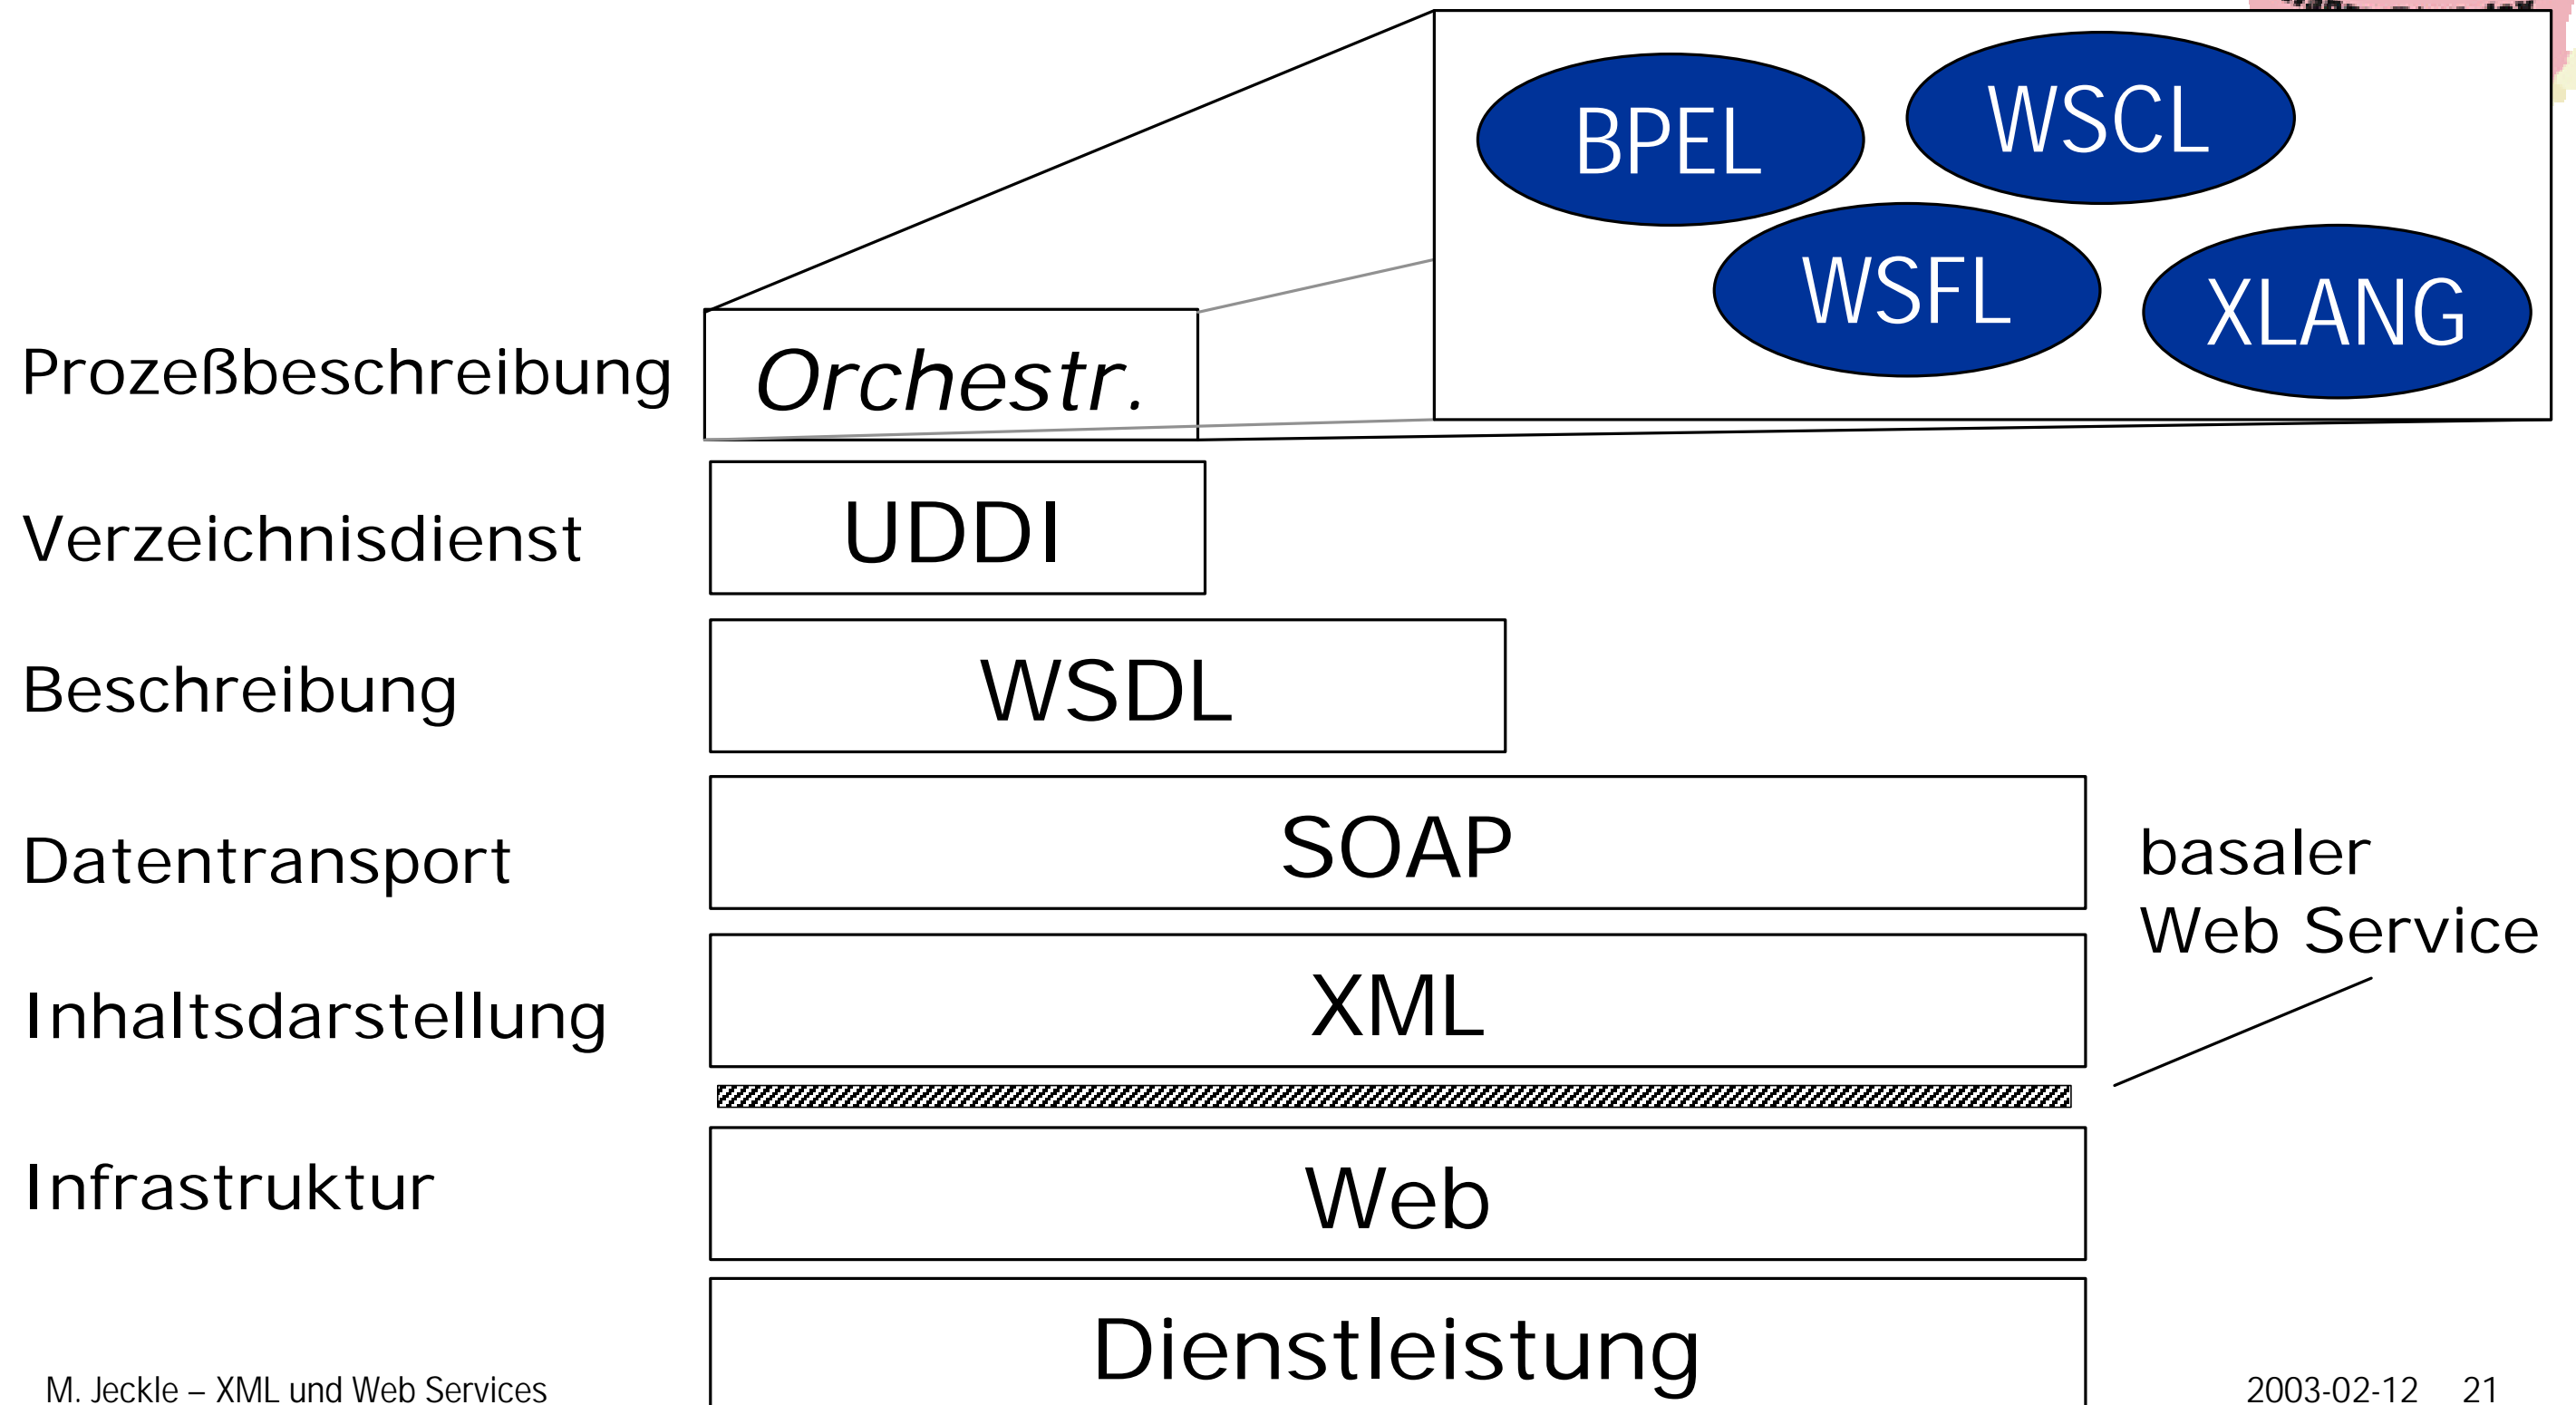 BPEL
WSCL
WSFL
XLANG
Prozeßbeschreibung
Orchestr.
Verzeichnisdienst
UDDI
Beschreibung
WSDL
Datentransport
SOAP
basaler
Web Service
Inhaltsdarstellung
XML
Infrastruktur
Web
Dienstleistung
M. Jeckle – XML und Web Services
2003-02-12 21